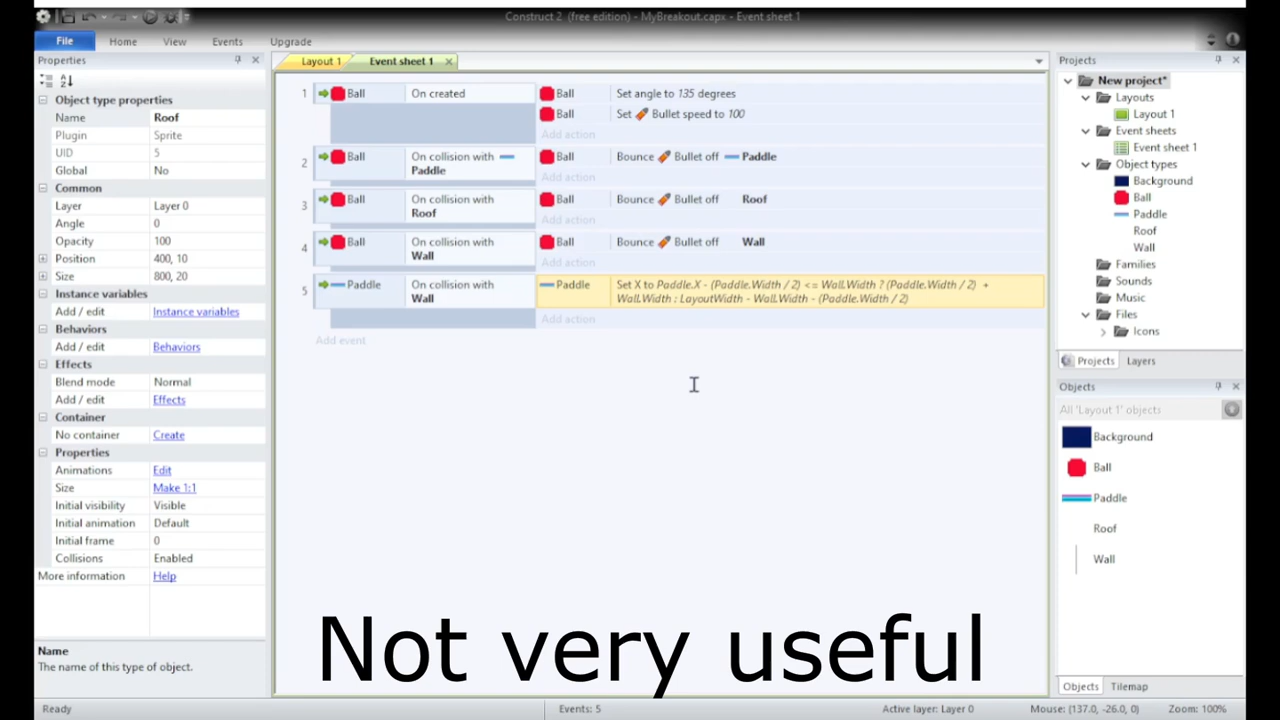 Construct 2 (free edition) - MyBreakout.capx - Event sheet 1
File Home View Events Upgrade
Properties
Object type properties
Name Roof
Plugin Sprite
UID 5
Global No
Common
Layer Layer 0
Angle 0
Opacity 100
Position 400, 10
Size 800, 20
Instance variables
Add / edit Instance variables
Behaviors
Add / edit Behaviors
Effects
Blend mode Normal
Add / edit Effects
Container
No container Create
Properties
Animations Edit
Size Make 1:1
Initial visibility Visible
Initial animation Default
Initial frame 0
Collisions Enabled
More information Help
Name
The name of this type of object.
Layout 1 Event sheet 1
1 Ball On created Ball Set angle to 135 degrees
Ball Set Bullet speed to 100
Add action
2 Ball On collision with Paddle Ball Bounce Bullet off Paddle
Add action
3 Ball On collision with Roof Ball Bounce Bullet off Roof
Add action
4 Ball On collision with Wall Ball Bounce Bullet off Wall
Add action
5 Paddle On collision with Wall Paddle Set X to Paddle.X - (Paddle.Width / 2) <= Wall.Width ? (Paddle.Width / 2) +
Wall.Width : LayoutWidth - Wall.Width - (Paddle.Width / 2)
Add action
Add event
Not very useful
Projects
New project*
Layouts
Layout 1
Event sheets
Event sheet 1
Object types
Background
Ball
Paddle
Roof
Wall
Families
Sounds
Music
Files
Icons
Projects Layers
Objects
All 'Layout 1' objects
Background
Ball
Paddle
Roof
Wall
Objects Tilemap
Ready Events: 5 Active layer: Layer 0 Mouse: (137.0, -26.0, 0) Zoom: 100%